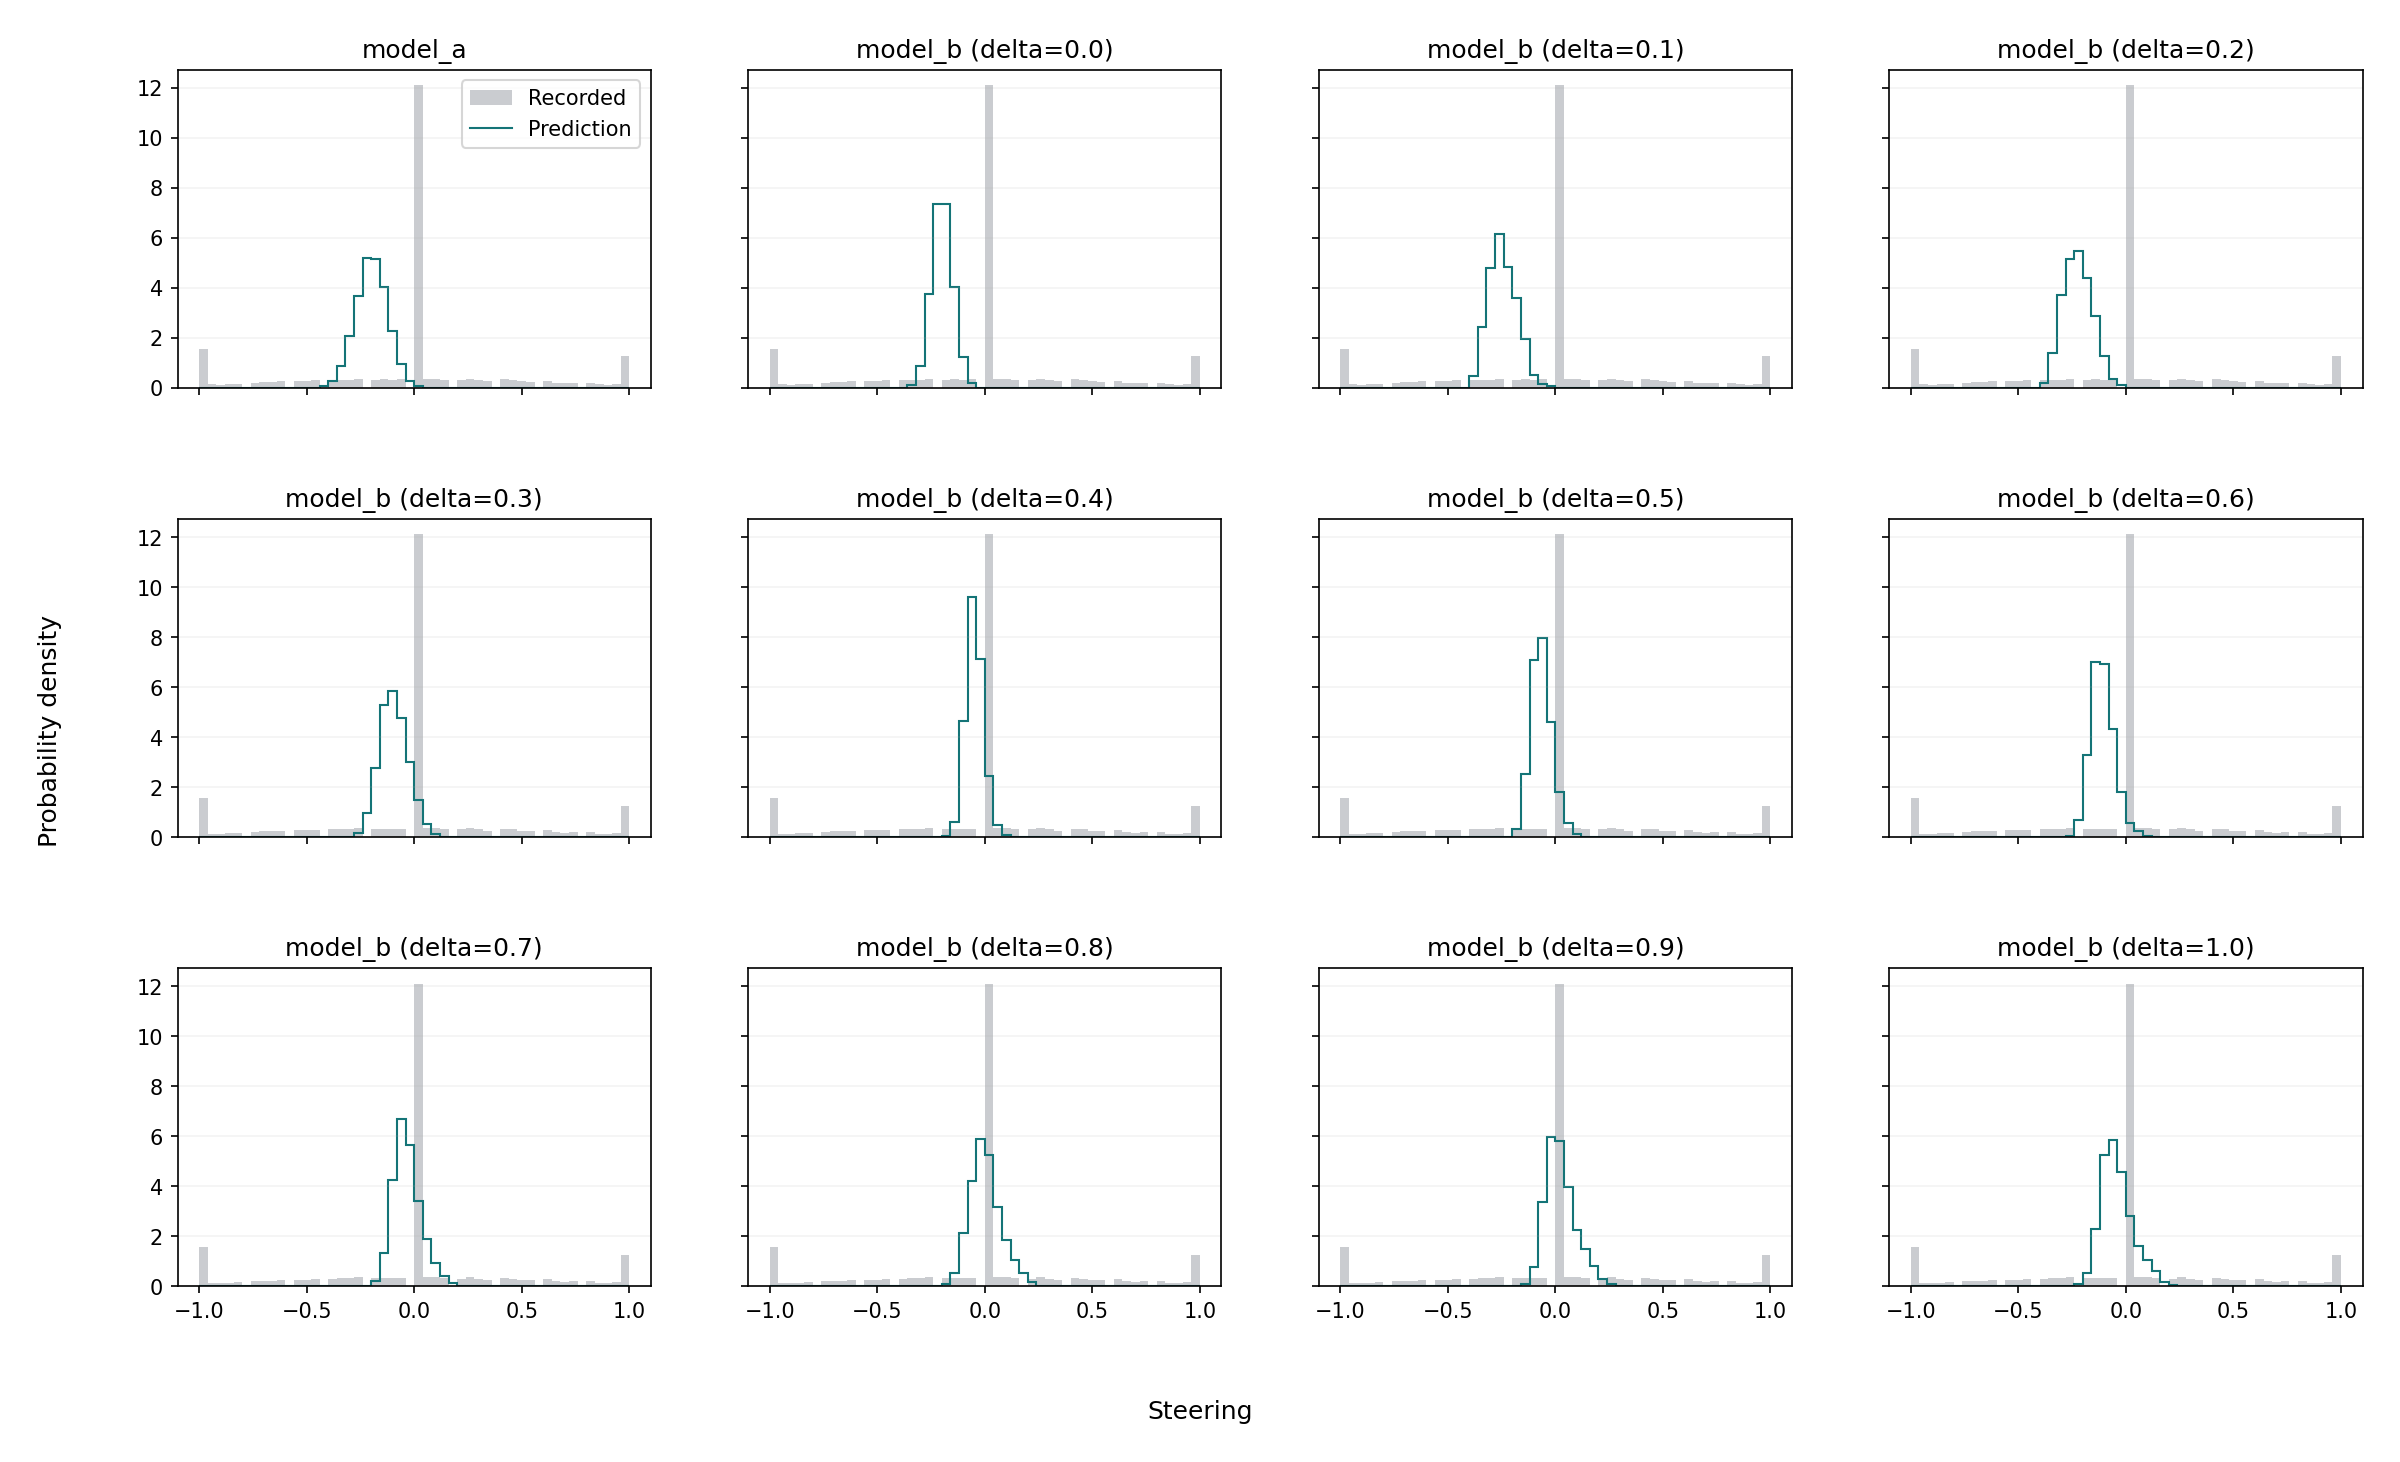 model_a
model_b (delta=0.0)
model_b (delta=0.1)
model_b (delta=0.2)
Recorded
Prediction
12
10
8
6
4
2
0
model_b (delta=0.3)
model_b (delta=0.4)
model_b (delta=0.5)
model_b (delta=0.6)
12
10
8
6
4
2
0
Probability density
model_b (delta=0.7)
model_b (delta=0.8)
model_b (delta=0.9)
model_b (delta=1.0)
12
10
8
6
4
2
0
−1.0 −0.5 0.0 0.5 1.0
−1.0 −0.5 0.0 0.5 1.0
−1.0 −0.5 0.0 0.5 1.0
−1.0 −0.5 0.0 0.5 1.0
Steering